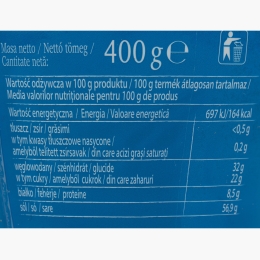 Masa netto / Nettó tömeg /
Cantitate netă:
400 g e
Wartość odżywcza w 100 g produktu / 100 g termék átlagosan tartalmaz /
Media valorilor nutriționale pentru 100 g de produs
Wartość energetyczna / Energia / Valoare energetică 697 kJ/164 kcal
tłuszcz / zsír / grăsimi <0,5 g
w tym kwasy tłuszczowe nasycone /
amelyből telített zsírsavak / din care acizi grași saturați 0,2 g
węglowodany / szénhidrát / glucide 32 g
w tym cukry / amelyből cukrok / din care zaharuri 22 g
białko / fehérje / proteine 8,5 g
sól / só / sare 56,9 g